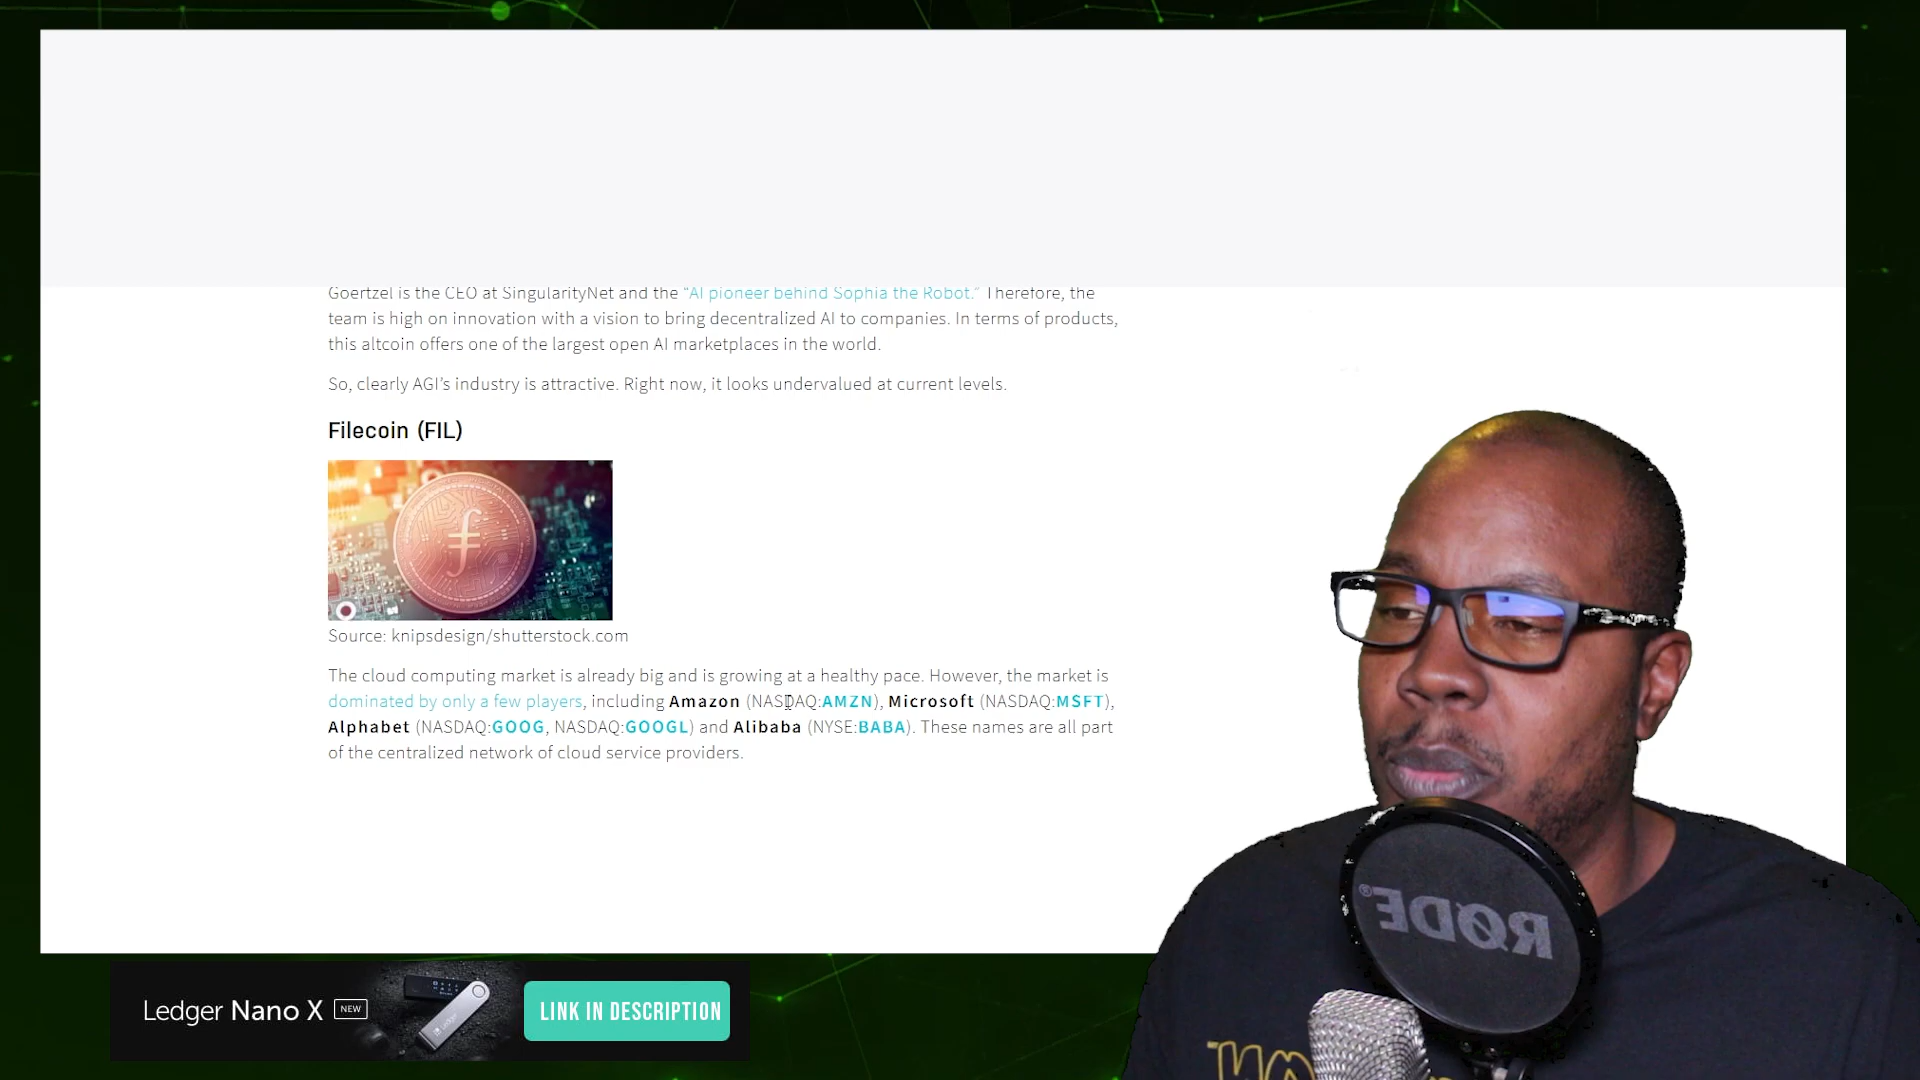 Goertzel is the CEO at SingularityNet and the “AI pioneer behind Sophia the Robot.” Therefore, the
team is high on innovation with a vision to bring decentralized AI to companies. In terms of products,
this altcoin offers one of the largest open AI marketplaces in the world.
So, clearly AGI’s industry is attractive. Right now, it looks undervalued at current levels.
Filecoin (FIL)
Source: knipsdesign/shutterstock.com
The cloud computing market is already big and is growing at a healthy pace. However, the market is
dominated by only a few players, including Amazon (NASDAQ:AMZN), Microsoft (NASDAQ:MSFT),
Alphabet (NASDAQ:GOOG, NASDAQ:GOOGL) and Alibaba (NYSE:BABA). These names are all part
of the centralized network of cloud service providers.
RØDE®
Ledger Nano X NEW
LINK IN DESCRIPTION